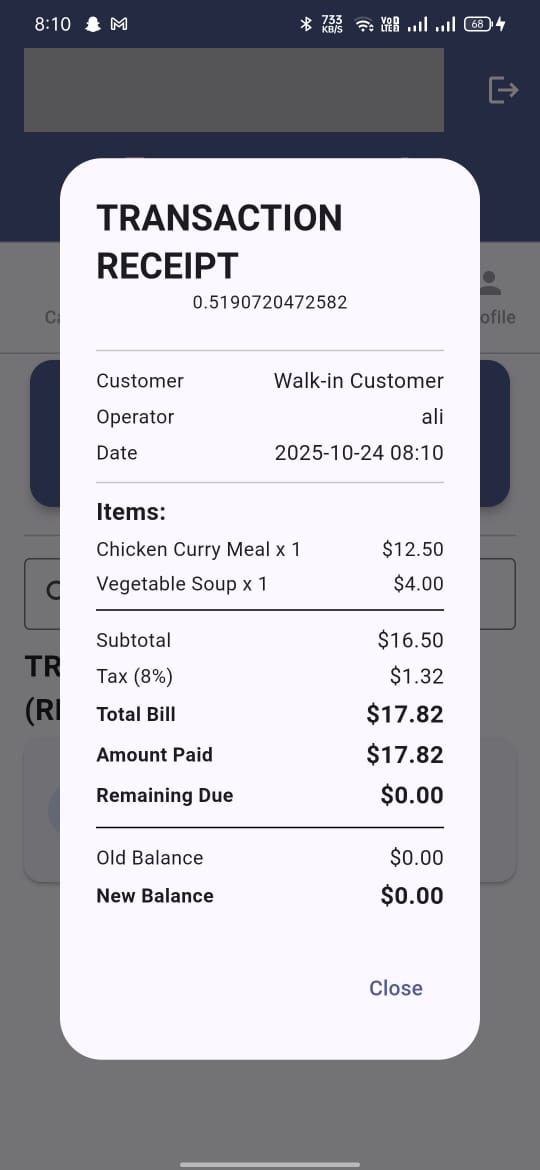 8:10 733 KB/S Vo LTE 68
TRANSACTION
RECEIPT
0.5190720472582
Customer Walk-in Customer
Operator ali
Date 2025-10-24 08:10
Items:
Chicken Curry Meal x 1 $12.50
Vegetable Soup x 1 $4.00
Subtotal $16.50
Tax (8%) $1.32
Total Bill $17.82
Amount Paid $17.82
Remaining Due $0.00
Old Balance $0.00
New Balance $0.00
Close
Ca
ofile
TR
(RE